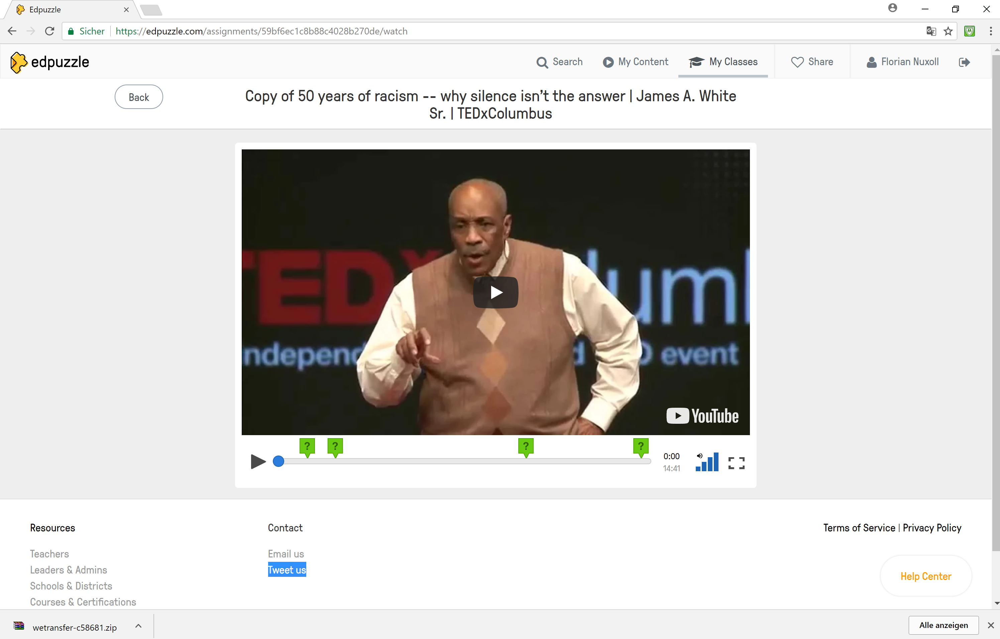 Edpuzzle
Sicher https://edpuzzle.com/assignments/59bf6ec1c8b88c4028b270de/watch
edpuzzle
Search
My Content
My Classes
Share
Florian Nuxoll
Back
Copy of 50 years of racism -- why silence isn't the answer | James A. White
Sr. | TEDxColumbus
TEDx
lumb
independ
d
D event
YouTube
?
?
?
?
0:00
14:41
Resources
Teachers
Leaders & Admins
Schools & Districts
Courses & Certifications
Contact
Email us
Tweet us
Terms of Service | Privacy Policy
Help Center
wetransfer-c58681.zip
Alle anzeigen